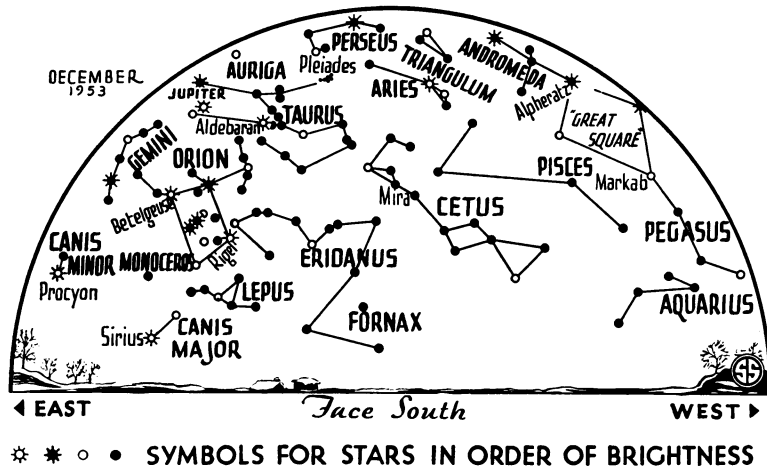 PERSEUS
Pleiades
TRIANGULUM
ANDROMEDA
AURIGA
DECEMBER
1953
JUPITER
ARIES
Alpheratz
TAURUS
Aldebaran
"GREAT
SQUARE"
GEMINI
ORION
PISCES
Markab
Mira
Betelgeuse
CETUS
CANIS
MINOR
MONOCEROS
Rigel
ERIDANUS
PEGASUS
Procyon
LEPUS
FORNAX
AQUARIUS
Sirius
CANIS
MAJOR
EAST
Face South
WEST
SYMBOLS FOR STARS IN ORDER OF BRIGHTNESS